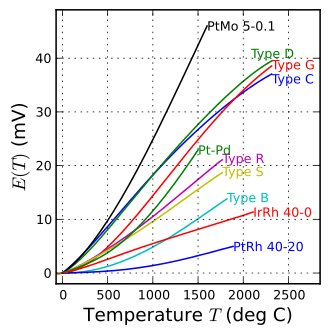 PtMo 5-0.1
Type D
Type G
Type C
Pt-Pd
Type R
Type S
Type B
IrRh 40-0
PtRh 40-20
40
30
20
10
0
E(T) (mV)
0 500 1000 1500 2000 2500
Temperature T (deg C)